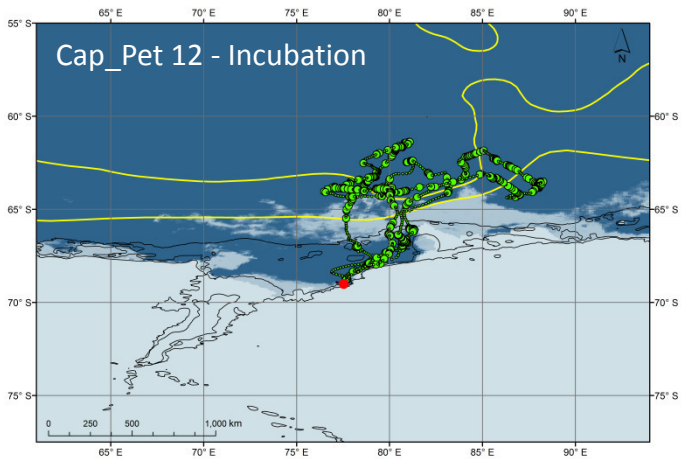 65° E 70° E 75° E 80° E 85° E 90° E
55° S
Cap_Pet 12 - Incubation
N
60° S 60° S
65° S 65° S
70° S 70° S
75° S 75° S
0 250 500 1,000 km
65° E 70° E 75° E 80° E 85° E 90° E